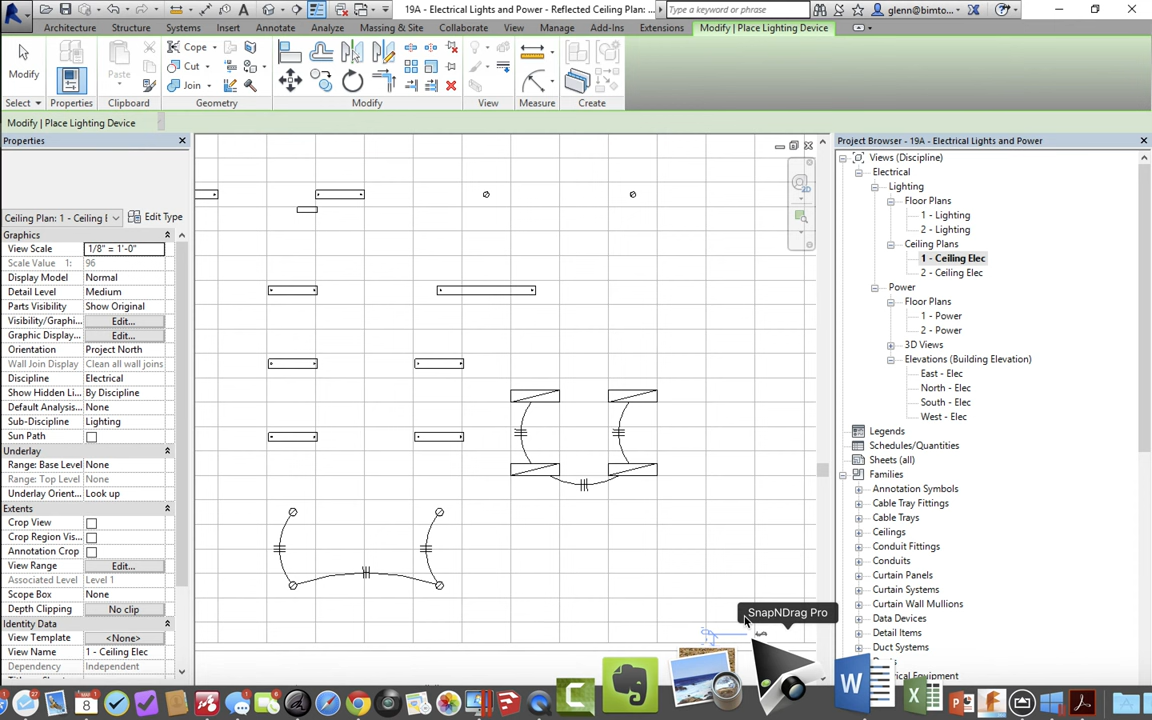 19A - Electrical Lights and Power - Reflected Ceiling Plan:
Type a keyword or phrase
glenn@bimto...
Architecture Structure Systems Insert Annotate Analyze Massing & Site Collaborate View Manage Add-Ins Extensions Modify | Place Lighting Device
Modify
Paste
Cope
Cut
Join
Select Properties Clipboard Geometry Modify View Measure Create
Modify | Place Lighting Device
Properties
Ceiling Plan: 1 - Ceiling E
Edit Type
Graphics
View Scale 1/8" = 1'-0"
Scale Value 1: 96
Display Model Normal
Detail Level Medium
Parts Visibility Show Original
Visibility/Graphi... Edit...
Graphic Display... Edit...
Orientation Project North
Wall Join Display Clean all wall joins
Discipline Electrical
Show Hidden Li... By Discipline
Default Analysis... None
Sub-Discipline Lighting
Sun Path
Underlay
Range: Base Level None
Range: Top Level None
Underlay Orient... Look up
Extents
Crop View
Crop Region Vis...
Annotation Crop
View Range Edit...
Associated Level Level 1
Scope Box None
Depth Clipping No clip
Identity Data
View Template <None>
View Name 1 - Ceiling Elec
Dependency Independent
Project Browser - 19A - Electrical Lights and Power
Views (Discipline)
Electrical
Lighting
Floor Plans
1 - Lighting
2 - Lighting
Ceiling Plans
1 - Ceiling Elec
2 - Ceiling Elec
Power
Floor Plans
1 - Power
2 - Power
3D Views
Elevations (Building Elevation)
East - Elec
North - Elec
South - Elec
West - Elec
Legends
Schedules/Quantities
Sheets (all)
Families
Annotation Symbols
Cable Tray Fittings
Cable Trays
Ceilings
Conduit Fittings
Conduits
Curtain Panels
Curtain Systems
Curtain Wall Mullions
Data Devices
Detail Items
Duct Systems
SnapNDrag Pro